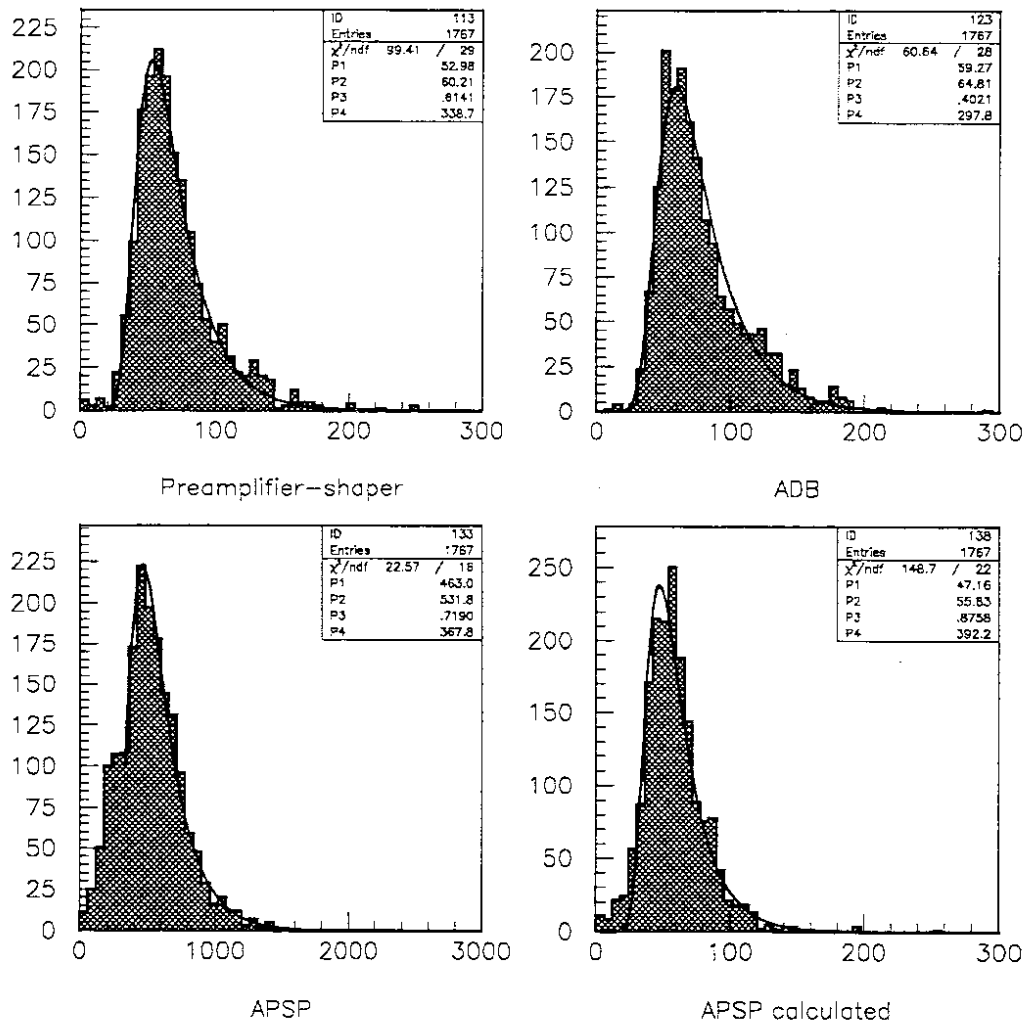 ID 113
Entries 1767
χ²/ndf 99.41 / 29
P1 52.98
P2 60.21
P3 .6141
P4 338.7
225
200
175
150
125
100
75
50
25
0
0 100 200 300
Preamplifier-shaper
ID 123
Entries 1767
χ²/ndf 60.64 / 28
P1 59.27
P2 64.81
P3 .4021
P4 297.8
200
175
150
125
100
75
50
25
0
0 100 200 300
ADB
ID 133
Entries 1767
χ²/ndf 22.57 / 18
P1 463.0
P2 531.8
P3 .7190
P4 367.8
225
200
175
150
125
100
75
50
25
0
0 1000 2000 3000
APSP
ID 138
Entries 1767
χ²/ndf 148.7 / 22
P1 47.16
P2 55.83
P3 .8758
P4 392.2
250
200
150
100
50
0
0 100 200 300
APSP calculated